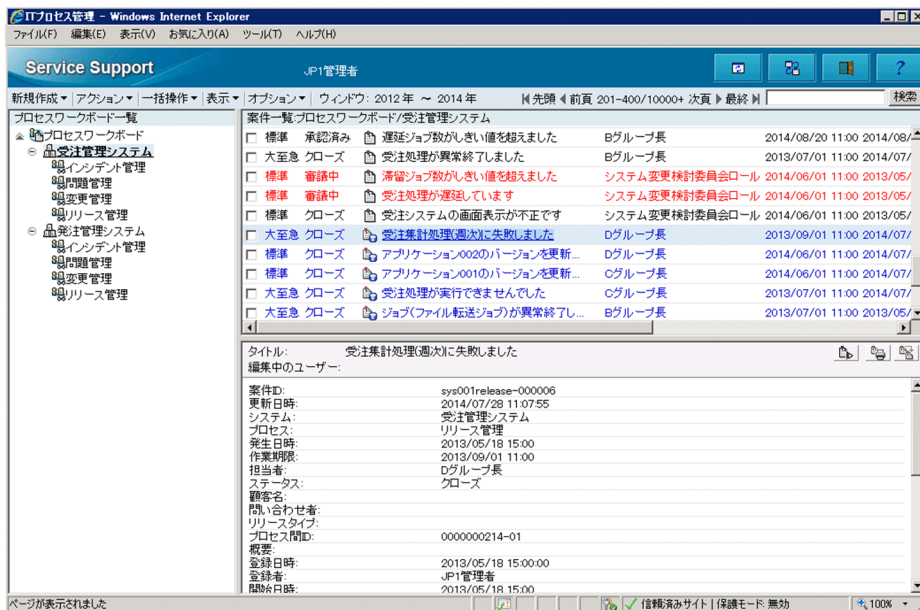 ITプロセス管理 - Windows Internet Explorer
ファイル(F) 編集(E) 表示(V) お気に入り(A) ツール(T) ヘルプ(H)
Service Support JP1管理者
?
新規作成▼ アクション▼ 一括操作▼ 表示▼ オプション▼ ウィンドウ: 2012年 ~ 2014年 先頭 前頁 201-400/10000+ 次頁 最終 検索
プロセスワークボード一覧
プロセスワークボード
受注管理システム
インシデント管理
問題管理
変更管理
リリース管理
発注管理システム
インシデント管理
問題管理
変更管理
リリース管理
案件一覧:プロセスワークボード/受注管理システム
標準 承認済み 遅延ジョブ数がしきい値を超えました Bグループ長 2014/08/20 11:00 2014/08/
大至急 クローズ 受注処理が異常終了しました Bグループ長 2013/07/01 11:00 2014/07/
標準 審議中 滞留ジョブ数がしきい値を超えました システム変更検討委員会ロール 2014/06/01 11:00 2013/05/
標準 審議中 受注処理が遅延しています システム変更検討委員会ロール 2014/06/01 11:00 2013/05/
標準 クローズ 受注システムの画面表示が不正です システム変更検討委員会ロール 2014/06/01 11:00 2013/05/
大至急 クローズ 受注集計処理(週次)に失敗しました Dグループ長 2013/09/01 11:00 2014/07/
標準 クローズ アプリケーション002のバージョンを更新... Dグループ長 2014/06/01 11:00 2014/07/
標準 クローズ アプリケーション001のバージョンを更新... Cグループ長 2014/06/01 11:00 2014/07/
大至急 クローズ 受注処理が実行できませんでした Cグループ長 2013/07/01 11:00 2014/07/
大至急 クローズ ジョブ(ファイル転送ジョブ)が異常終了し... Bグループ長 2013/07/01 11:00 2013/05/
タイトル: 受注集計処理(週次)に失敗しました
編集中のユーザー:
案件ID: sys001release-000006
更新日時: 2014/07/28 11:07:55
システム: 受注管理システム
プロセス: リリース管理
発生日時: 2013/05/18 15:00
作業期限: 2013/09/01 11:00
担当者: Dグループ長
ステータス: クローズ
顧客名:
問い合わせ者:
リリースタイプ:
プロセス間ID: 0000000214-01
概要:
登録日時: 2013/05/18 15:00:00
登録者: JP1管理者
開始日時: 2013/05/18 15:00
ページが表示されました 信頼済みサイト | 保護モード: 無効 100%